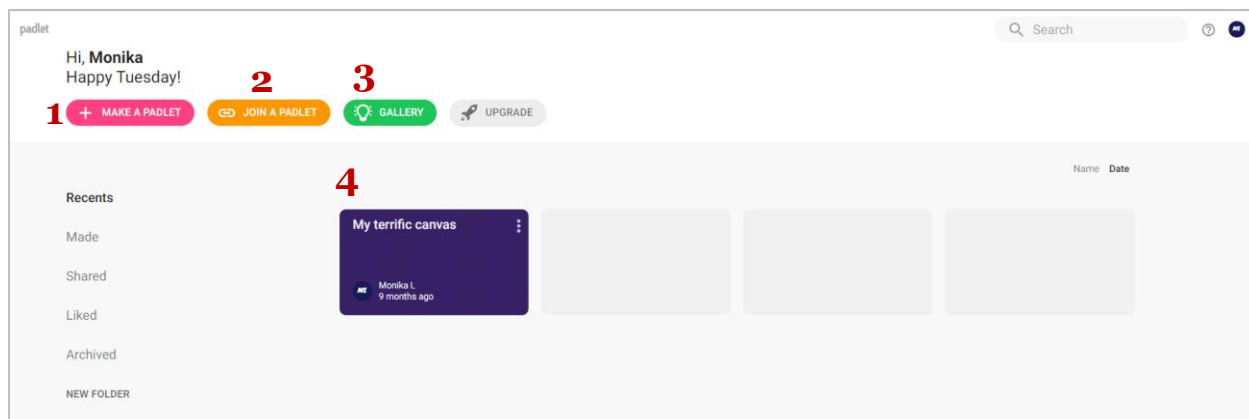 padlet
Search
Hi, Monika
Happy Tuesday!
1
2
3
MAKE A PADLET
JOIN A PADLET
GALLERY
UPGRADE
Name Date
4
Recents
Made
Shared
Liked
Archived
NEW FOLDER
My terrific canvas
Monika L
9 months ago